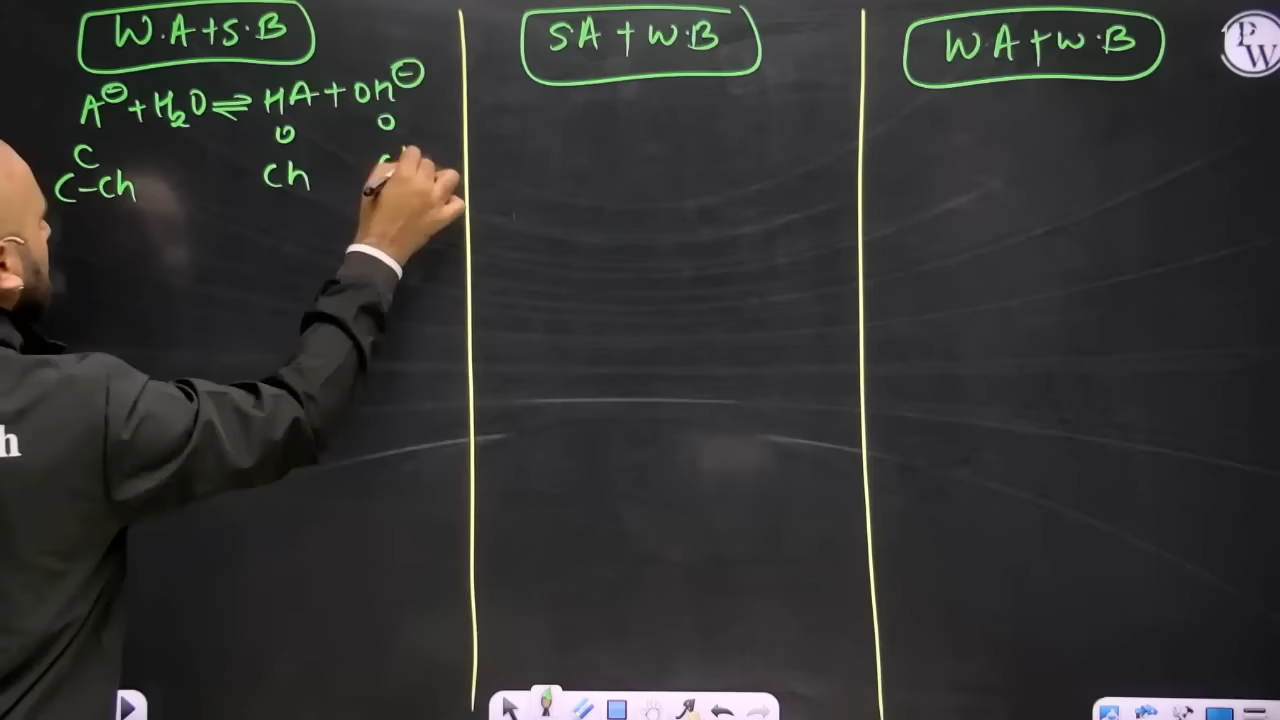 W.A+S.B
A⊖ + H₂O ⇌ HA + OH⊖
C 0 0
C-Ch Ch
SA + W.B
W.A + W.B
PW
h